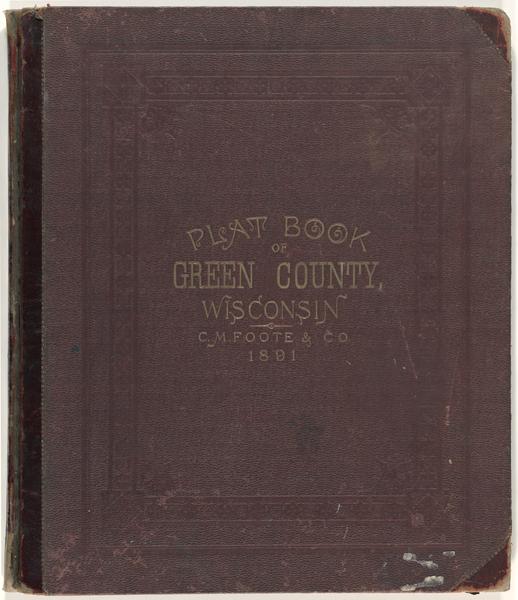 PLAT BOOK
OF
GREEN COUNTY,
WISCONSIN
C. M. FOOTE & CO
1891